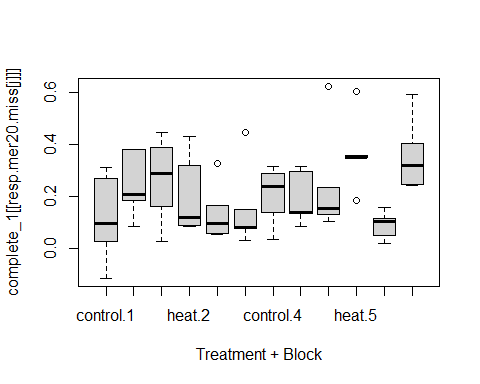 complete_1[[resp.mer20.miss[j]]]
0.6
0.4
0.2
0.0
control.1 heat.2 control.4 heat.5
Treatment + Block